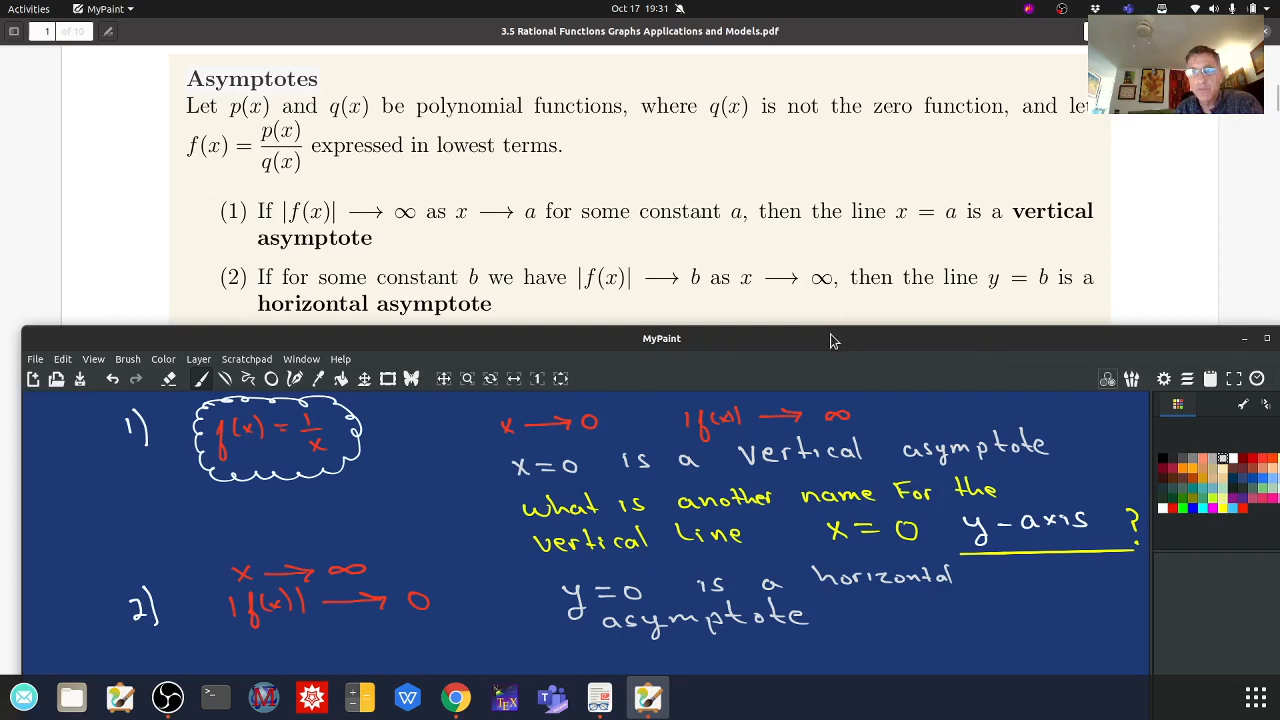 Activities MyPaint Oct 17 19:31
1 of 10 3.5 Rational Functions Graphs Applications and Models.pdf
Asymptotes
Let p(x) and q(x) be polynomial functions, where q(x) is not the zero function, and let
f(x) = p(x)/q(x) expressed in lowest terms.
(1) If |f(x)| ⟶ ∞ as x ⟶ a for some constant a, then the line x = a is a vertical
asymptote
(2) If for some constant b we have |f(x)| ⟶ b as x ⟶ ∞, then the line y = b is a
horizontal asymptote
MyPaint
File Edit View Brush Color Layer Scratchpad Window Help
1) f(x) = 1/x x ⟶ 0 |f(x)| ⟶ ∞
x=0 is a vertical asymptote
what is another name For the
vertical line x = 0 y-axis ?
x ⟶ ∞
2) |f(x)| ⟶ 0 y=0 is a horizontal
asymptote